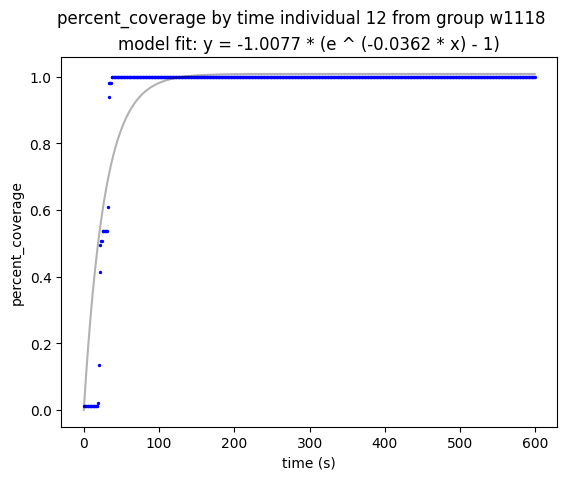 percent_coverage by time individual 12 from group w1118
model fit: y = -1.0077 * (e ^ (-0.0362 * x) - 1)
1.0
0.8
0.6
0.4
0.2
0.0
percent_coverage
0 100 200 300 400 500 600
time (s)